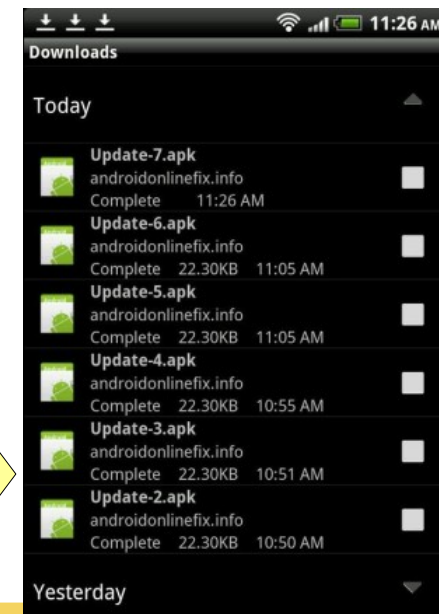 11:26 AM
Downloads
Today
Update-7.apk
androidonlinefix.info
Complete 11:26 AM
Update-6.apk
androidonlinefix.info
Complete 22.30KB 11:05 AM
Update-5.apk
androidonlinefix.info
Complete 22.30KB 11:05 AM
Update-4.apk
androidonlinefix.info
Complete 22.30KB 10:55 AM
Update-3.apk
androidonlinefix.info
Complete 22.30KB 10:51 AM
Update-2.apk
androidonlinefix.info
Complete 22.30KB 10:50 AM
Yesterday